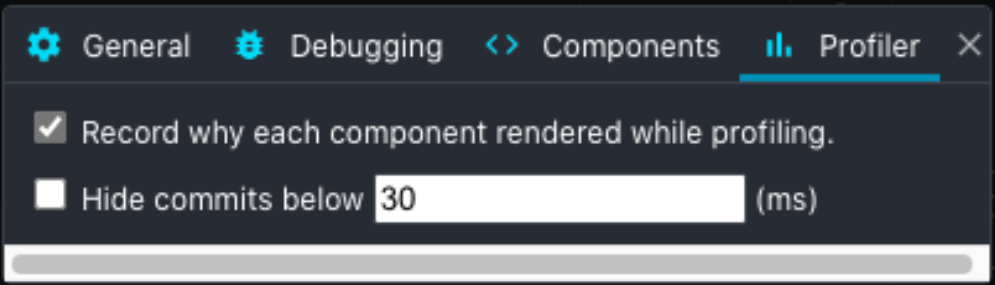 General Debugging Components Profiler
Record why each component rendered while profiling.
Hide commits below 30 (ms)